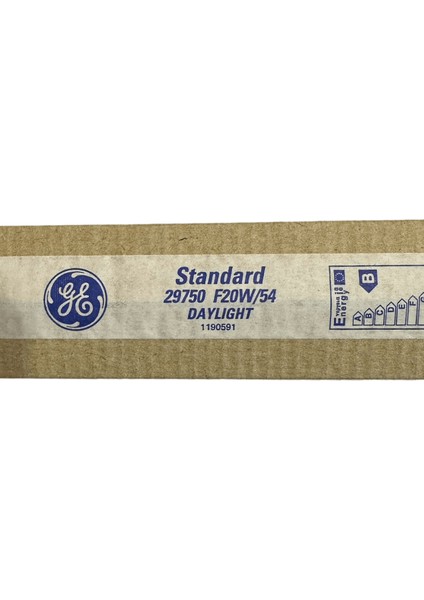 GE
Standard
29750 F20W/54
DAYLIGHT
1190591
Energy
B
A
B
C
D
E
F